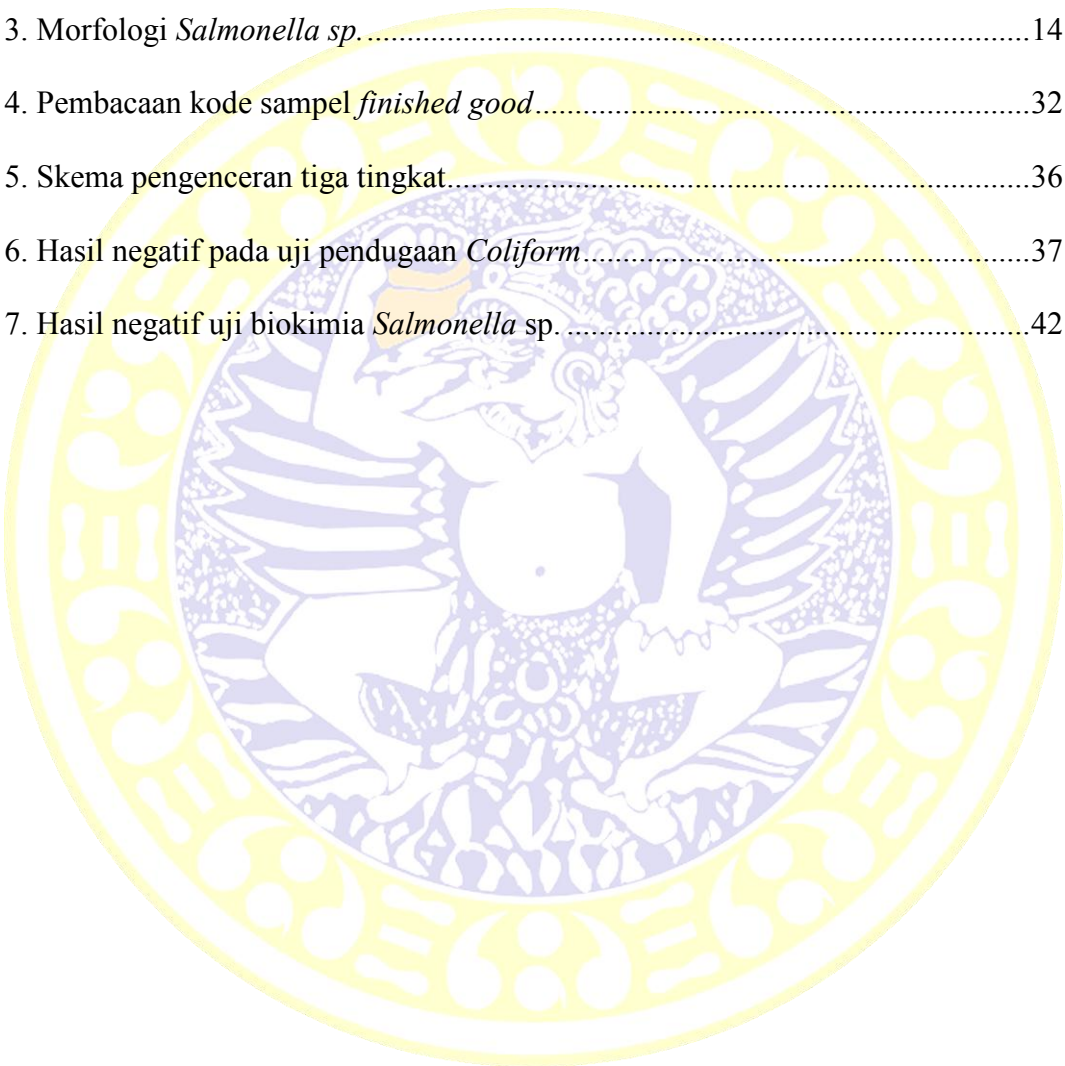 3. Morfologi Salmonella sp. ........................................................................................14
4. Pembacaan kode sampel finished good....................................................................32
5. Skema pengenceran tiga tingkat................................................................................36
6. Hasil negatif pada uji pendugaan Coliform..............................................................37
7. Hasil negatif uji biokimia Salmonella sp. ................................................................42